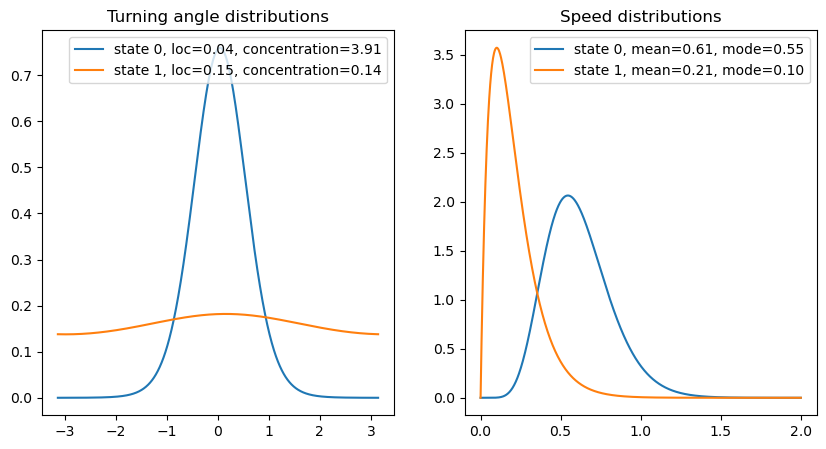 Turning angle distributions
state 0, loc=0.04, concentration=3.91
state 1, loc=0.15, concentration=0.14
0.7
0.6
0.5
0.4
0.3
0.2
0.1
0.0
−3 −2 −1 0 1 2 3
Speed distributions
state 0, mean=0.61, mode=0.55
state 1, mean=0.21, mode=0.10
3.5
3.0
2.5
2.0
1.5
1.0
0.5
0.0
0.0 0.5 1.0 1.5 2.0